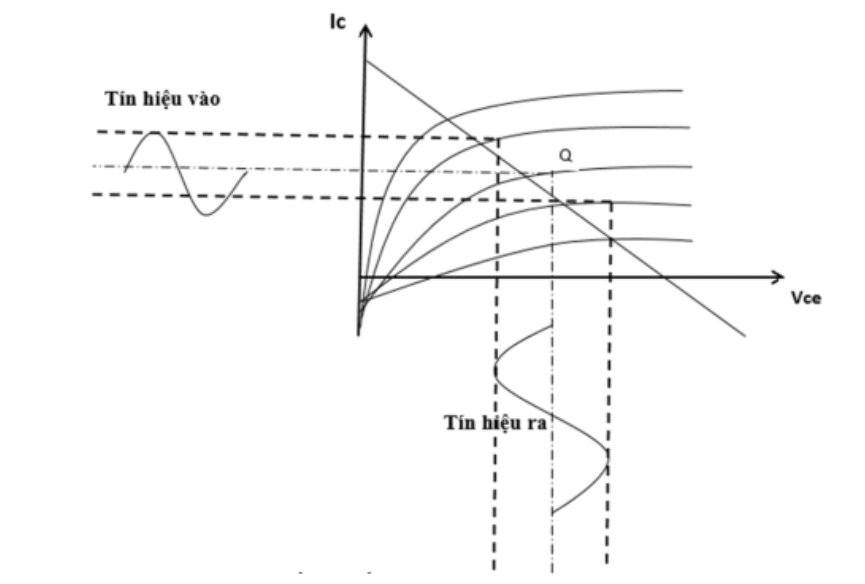 Ic
Tín hiệu vào
Q
Vce
Tín hiệu ra